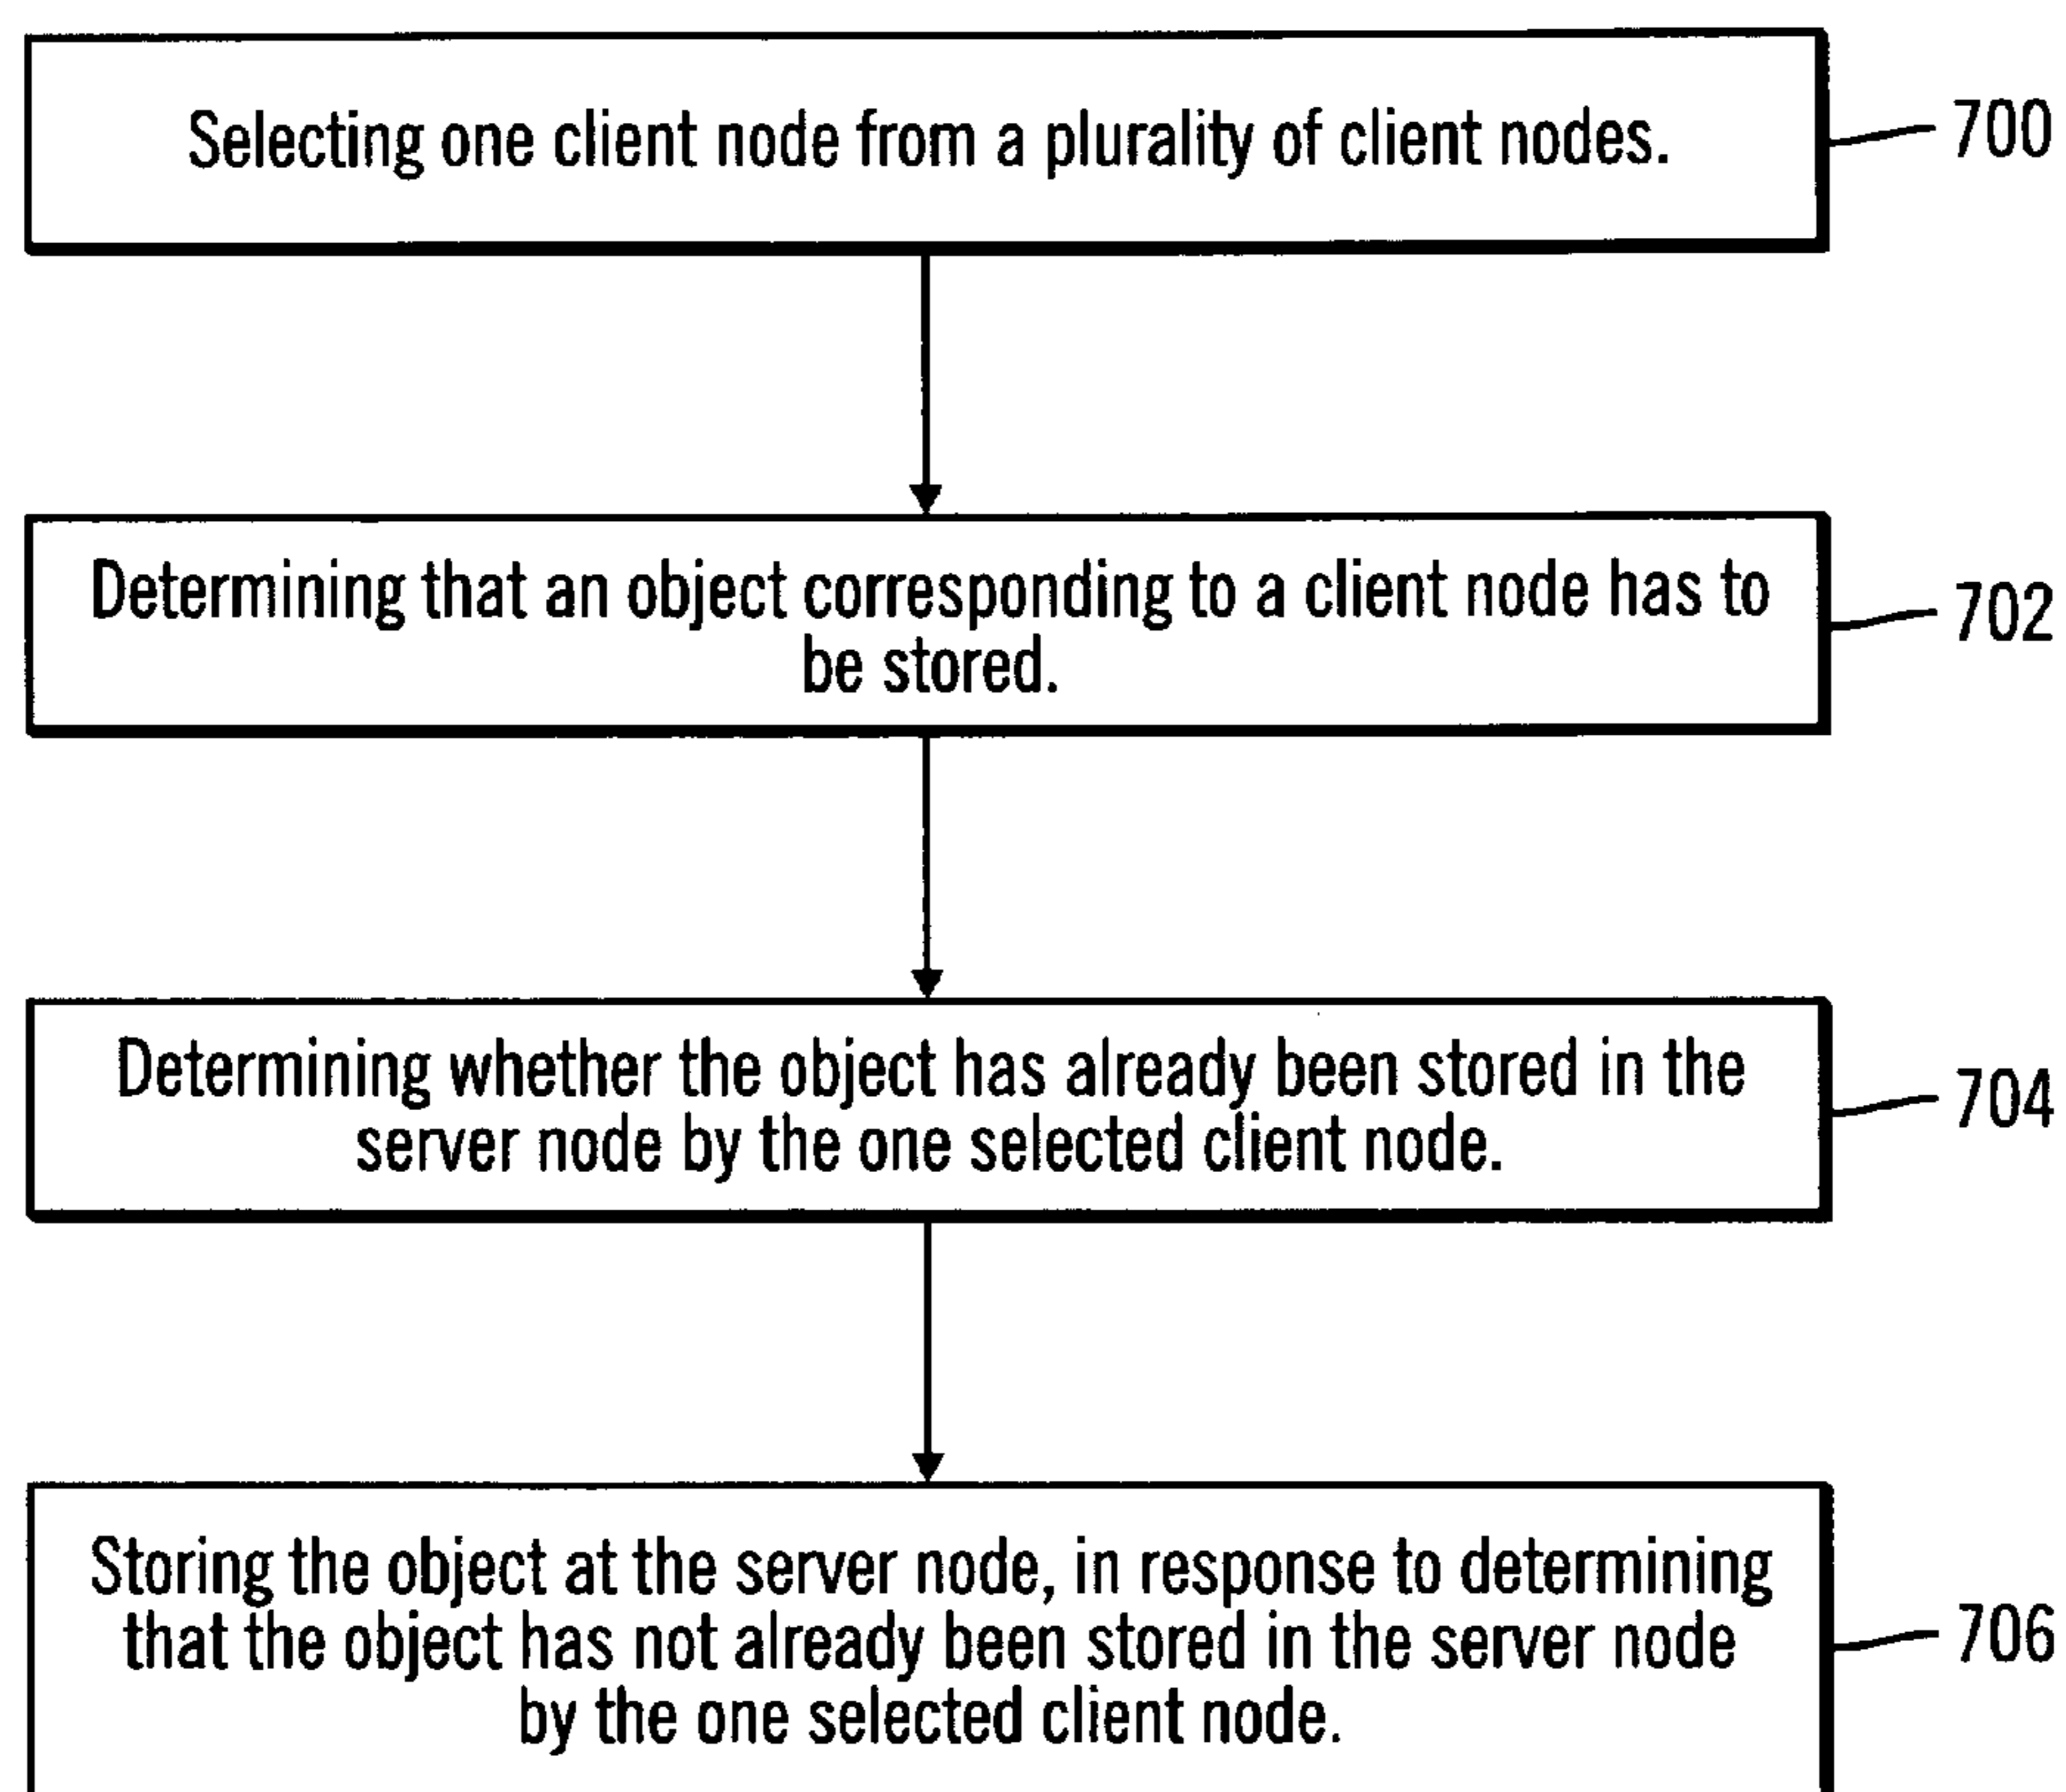 Selecting one client node from a plurality of client nodes.
700
Determining that an object corresponding to a client node has to
be stored.
702
Determining whether the object has already been stored in the
server node by the one selected client node.
704
Storing the object at the server node, in response to determining
that the object has not already been stored in the server node
by the one selected client node.
706